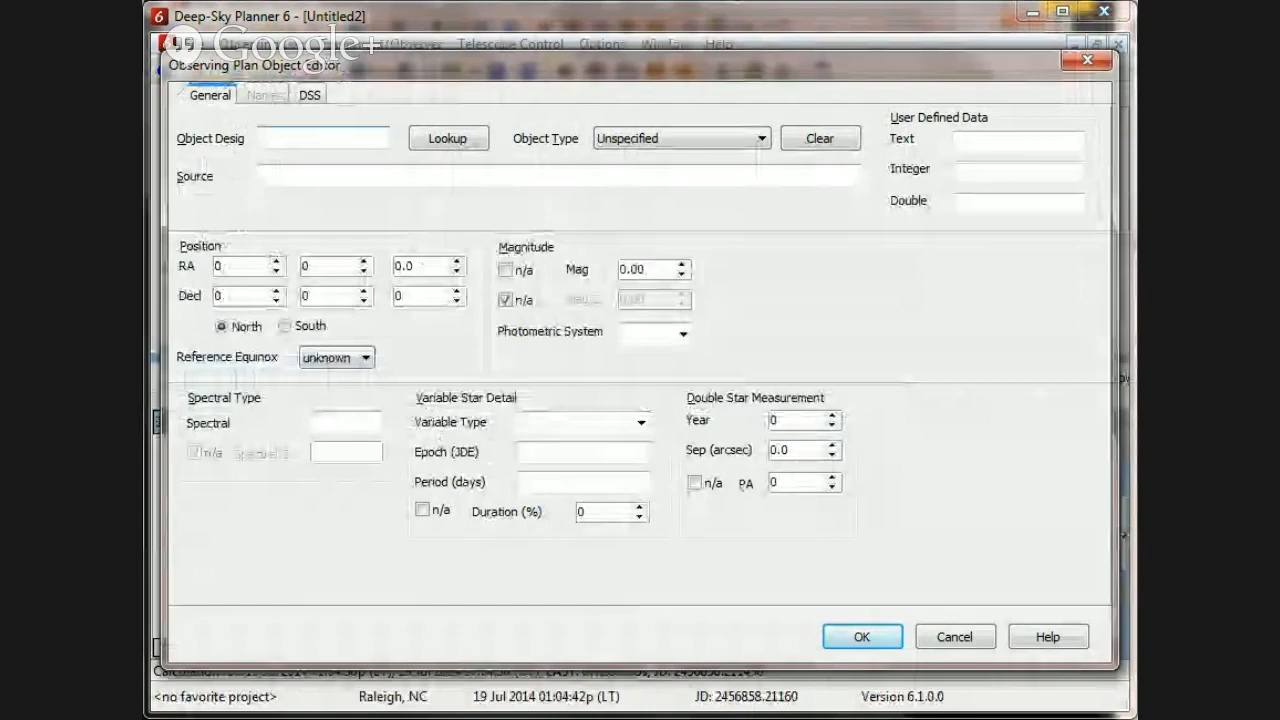 Deep-Sky Planner 6 - [Untitled2]
Google+
Observer Telescope Control Options Window Help
Observing Plan Object Editor
General Names DSS
Object Desig Lookup Object Type Unspecified Clear
User Defined Data
Text
Source
Integer
Double
Position
RA 0 0 0.0
Decl 0 0 0
North South
Reference Equinox unknown
Magnitude
n/a Mag 0.00
n/a 0.00
Photometric System
Spectral Type
Spectral
n/a
Variable Star Detail
Variable Type
Epoch (JDE)
Period (days)
n/a Duration (%) 0
Double Star Measurement
Year 0
Sep (arcsec) 0.0
n/a PA 0
OK Cancel Help
<no favorite project> Raleigh, NC 19 Jul 2014 01:04:42p (LT) JD: 2456858.21160 Version 6.1.0.0